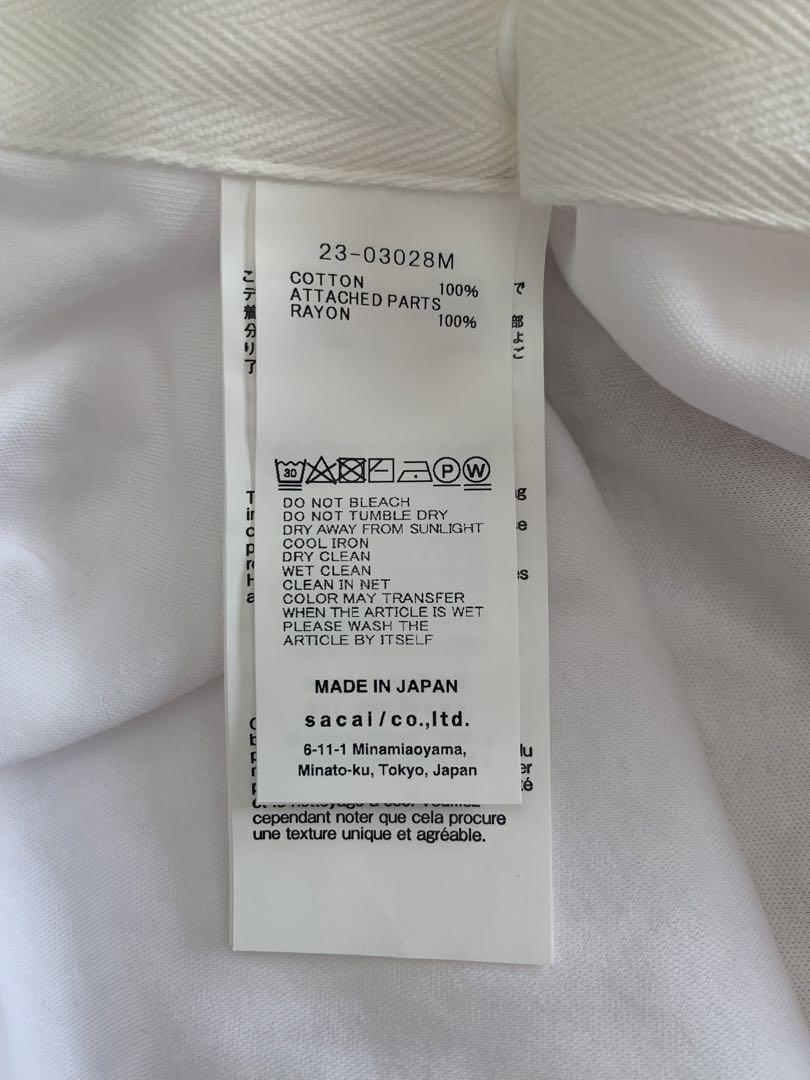 23-03028M
COTTON 100%
ATTACHED PARTS
RAYON 100%
30
P
W
DO NOT BLEACH
DO NOT TUMBLE DRY
DRY AWAY FROM SUNLIGHT
COOL IRON
DRY CLEAN
WET CLEAN
CLEAN IN NET
COLOR MAY TRANSFER
WHEN THE ARTICLE IS WET
PLEASE WASH THE
ARTICLE BY ITSELF
MADE IN JAPAN
sacai/co.,ltd.
6-11-1 Minamiaoyama,
Minato-ku, Tokyo, Japan
cependant noter que cela procure
une texture unique et agréable.